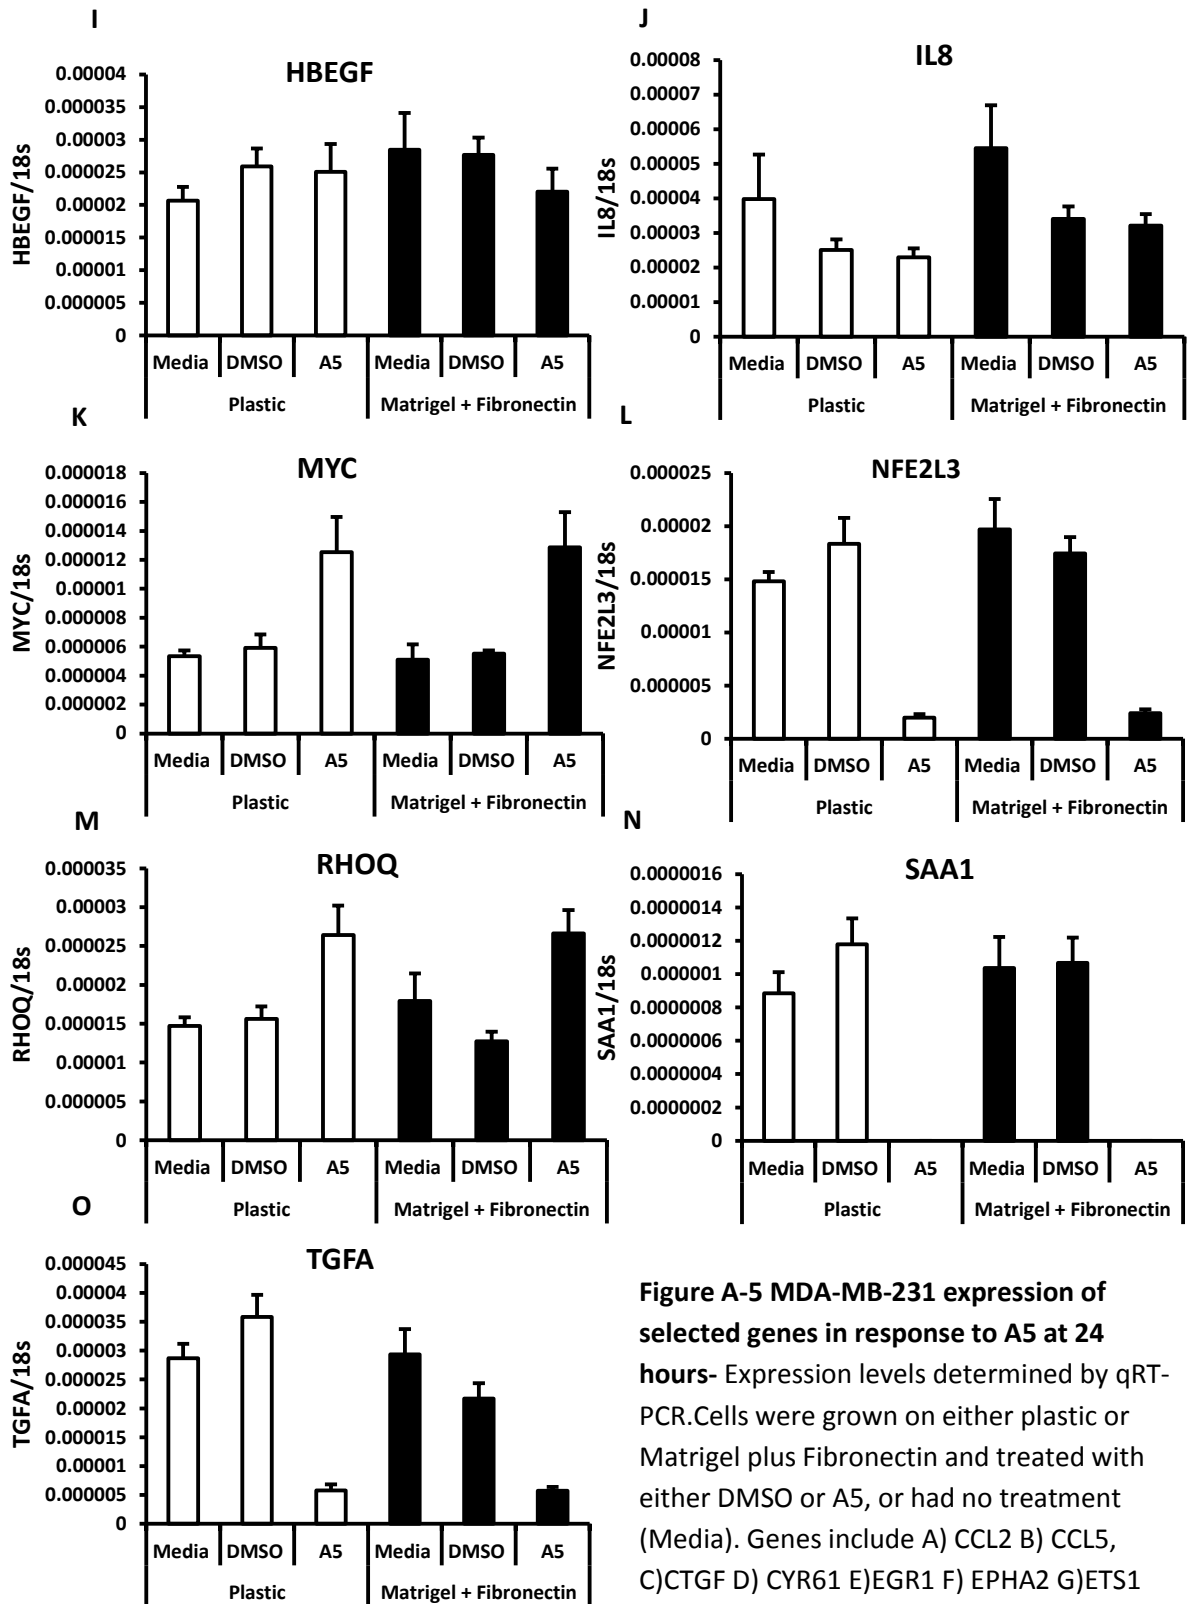 I
HBEGF
HBEGF/18s
0.00004
0.000035
0.00003
0.000025
0.00002
0.000015
0.00001
0.000005
0
Media DMSO A5 Media DMSO A5
Plastic Matrigel + Fibronectin
J
IL8
IL8/18s
0.00008
0.00007
0.00006
0.00005
0.00004
0.00003
0.00002
0.00001
0
Media DMSO A5 Media DMSO A5
Plastic Matrigel + Fibronectin
K
MYC
MYC/18s
0.000018
0.000016
0.000014
0.000012
0.00001
0.000008
0.000006
0.000004
0.000002
0
Media DMSO A5 Media DMSO A5
Plastic Matrigel + Fibronectin
L
NFE2L3
NFE2L3/18s
0.000025
0.00002
0.000015
0.00001
0.000005
0
Media DMSO A5 Media DMSO A5
Plastic Matrigel + Fibronectin
M
RHOQ
RHOQ/18s
0.000035
0.00003
0.000025
0.00002
0.000015
0.00001
0.000005
0
Media DMSO A5 Media DMSO A5
Plastic Matrigel + Fibronectin
N
SAA1
SAA1/18s
0.0000016
0.0000014
0.0000012
0.000001
0.0000008
0.0000006
0.0000004
0.0000002
0
Media DMSO A5 Media DMSO A5
Plastic Matrigel + Fibronectin
O
TGFA
TGFA/18s
0.000045
0.00004
0.000035
0.00003
0.000025
0.00002
0.000015
0.00001
0.000005
0
Media DMSO A5 Media DMSO A5
Plastic Matrigel + Fibronectin
Figure A-5 MDA-MB-231 expression of
selected genes in response to A5 at 24
hours- Expression levels determined by qRT-
PCR.Cells were grown on either plastic or
Matrigel plus Fibronectin and treated with
either DMSO or A5, or had no treatment
(Media). Genes include A) CCL2 B) CCL5,
C)CTGF D) CYR61 E)EGR1 F) EPHA2 G)ETS1